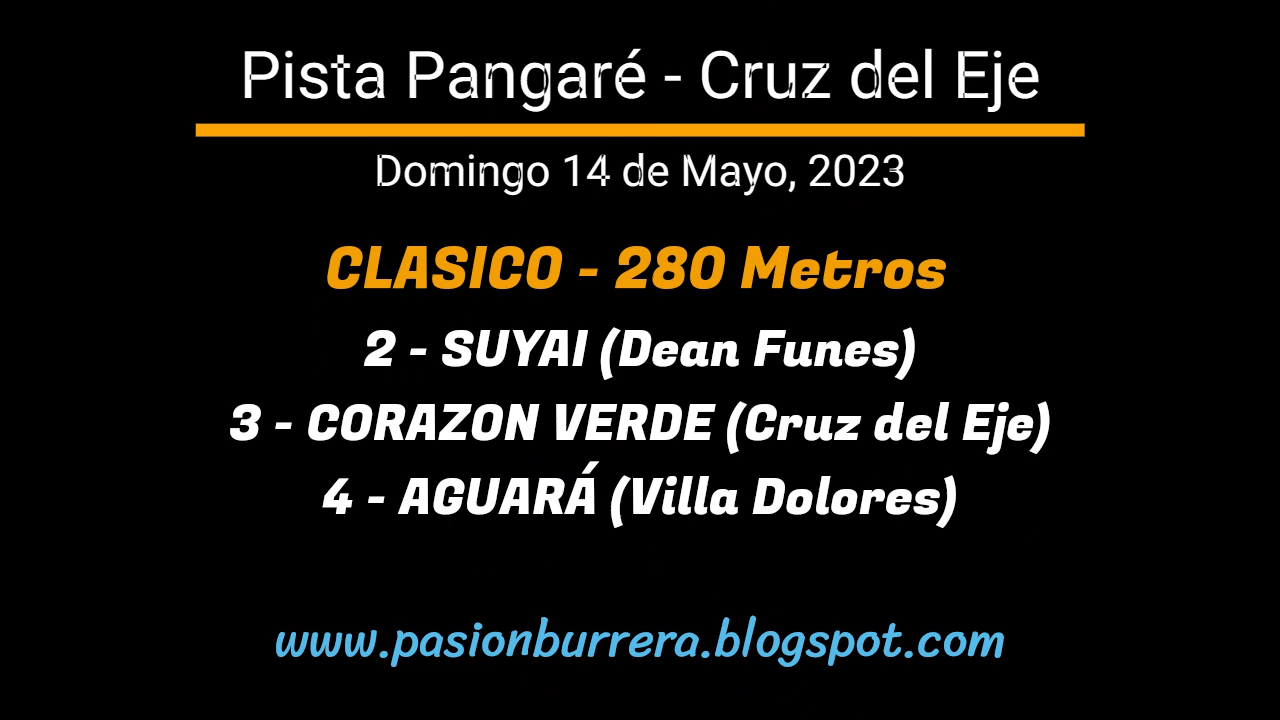 Pista Pangaré - Cruz del Eje
Domingo 14 de Mayo, 2023
CLASICO - 280 Metros
2 - SUYAI (Dean Funes)
3 - CORAZON VERDE (Cruz del Eje)
4 - AGUARÁ (Villa Dolores)
www.pasionburrera.blogspot.com